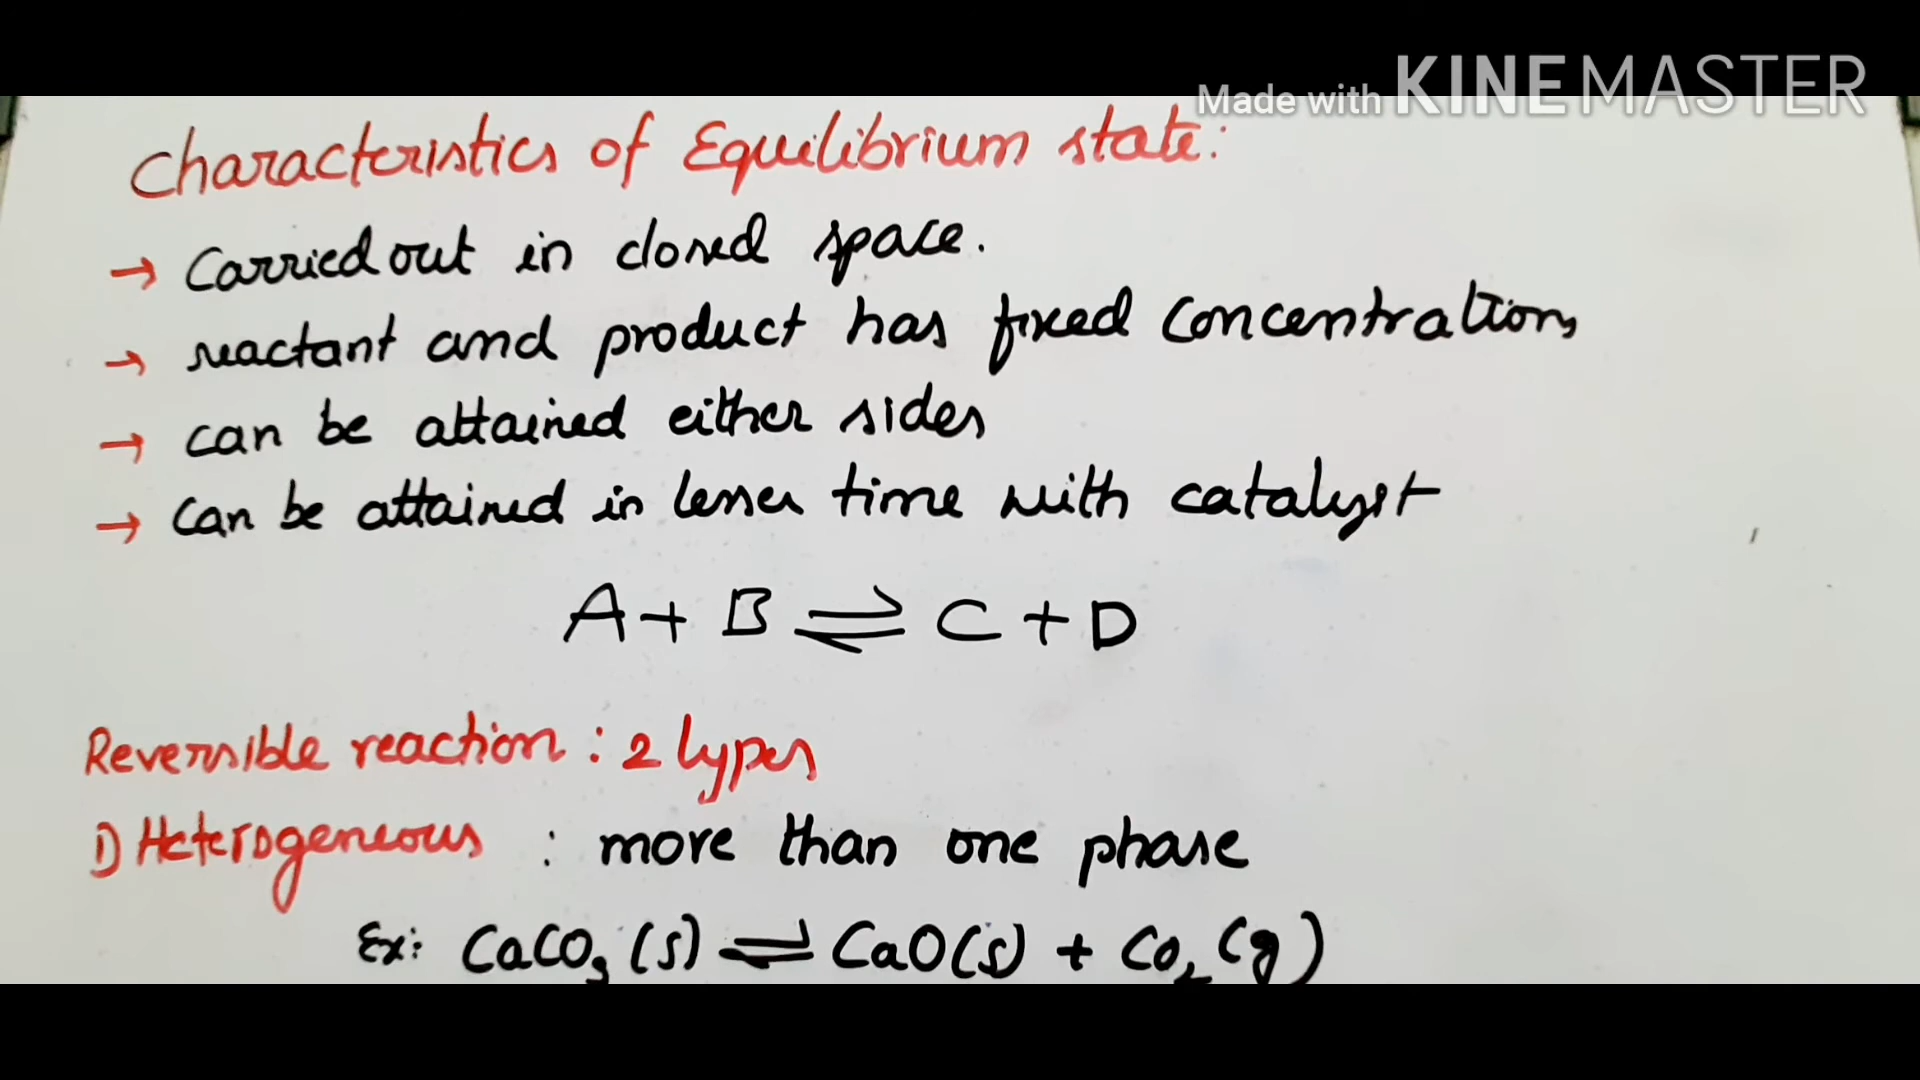 Made with KINEMASTER
Characteristics of Equilibrium state:
→ Carried out in closed space.
→ reactant and product has fixed concentration,
→ can be attained either sides
→ can be attained in lesser time with catalyst
A + B ⇌ C + D
Reversible reaction : 2 types
1) Heterogeneous : more than one phase
Ex: CaCO₃ (s) ⇌ CaO(s) + Co₂ (g)